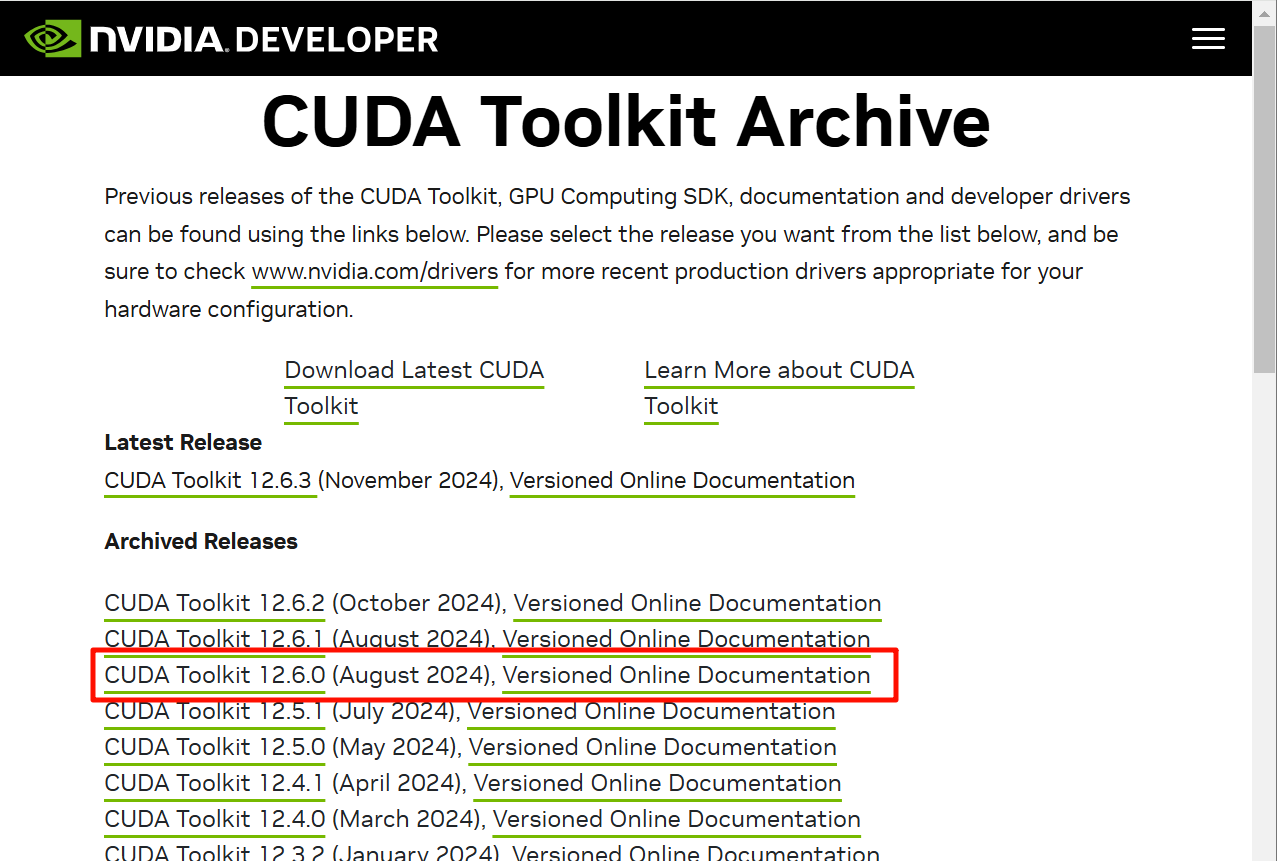 NVIDIA. DEVELOPER
CUDA Toolkit Archive
Previous releases of the CUDA Toolkit, GPU Computing SDK, documentation and developer drivers
can be found using the links below. Please select the release you want from the list below, and be
sure to check www.nvidia.com/drivers for more recent production drivers appropriate for your
hardware configuration.
Download Latest CUDA
Toolkit
Learn More about CUDA
Toolkit
Latest Release
CUDA Toolkit 12.6.3 (November 2024), Versioned Online Documentation
Archived Releases
CUDA Toolkit 12.6.2 (October 2024), Versioned Online Documentation
CUDA Toolkit 12.6.1 (August 2024), Versioned Online Documentation
CUDA Toolkit 12.6.0 (August 2024), Versioned Online Documentation
CUDA Toolkit 12.5.1 (July 2024), Versioned Online Documentation
CUDA Toolkit 12.5.0 (May 2024), Versioned Online Documentation
CUDA Toolkit 12.4.1 (April 2024), Versioned Online Documentation
CUDA Toolkit 12.4.0 (March 2024), Versioned Online Documentation
CUDA Toolkit 12.3.2 (January 2024), Versioned Online Documentation